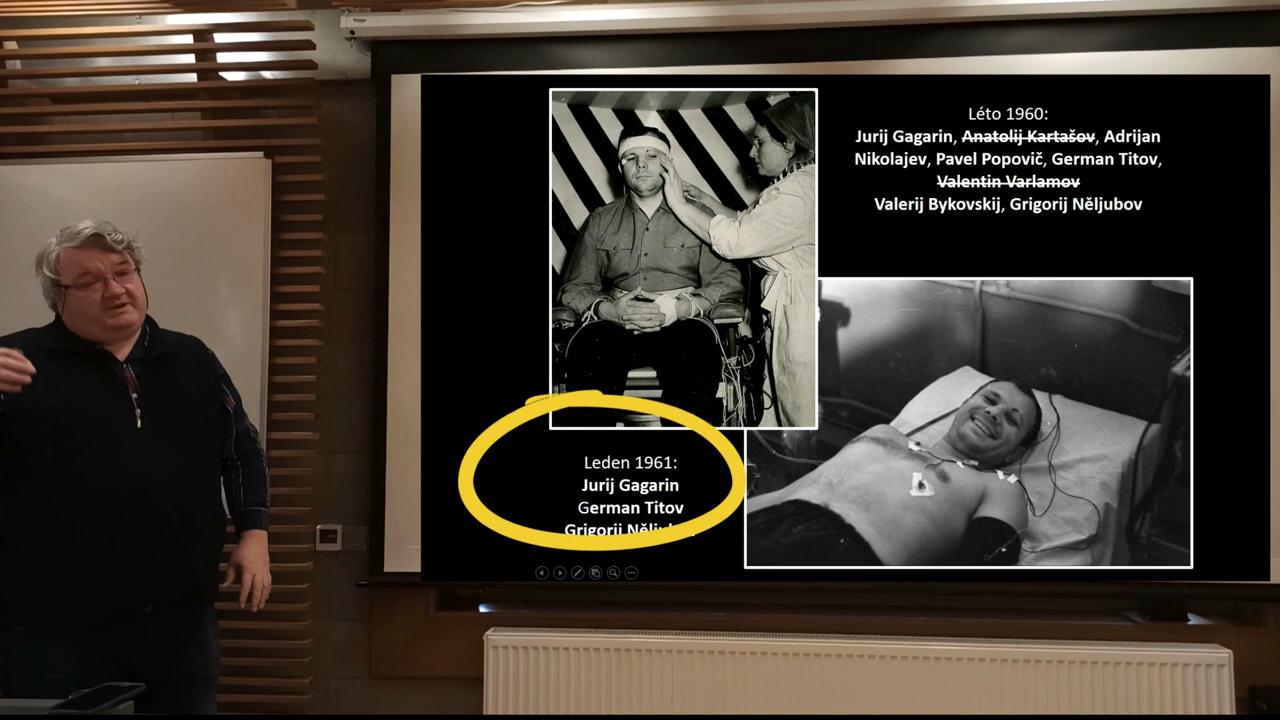 Léto 1960:
Jurij Gagarin, Anatolij Kartašov, Adrijan
Nikolajev, Pavel Popovič, German Titov,
Valentin Varlamov
Valerij Bykovskij, Grigorij Něljubov
Leden 1961:
Jurij Gagarin
German Titov
Grigorij